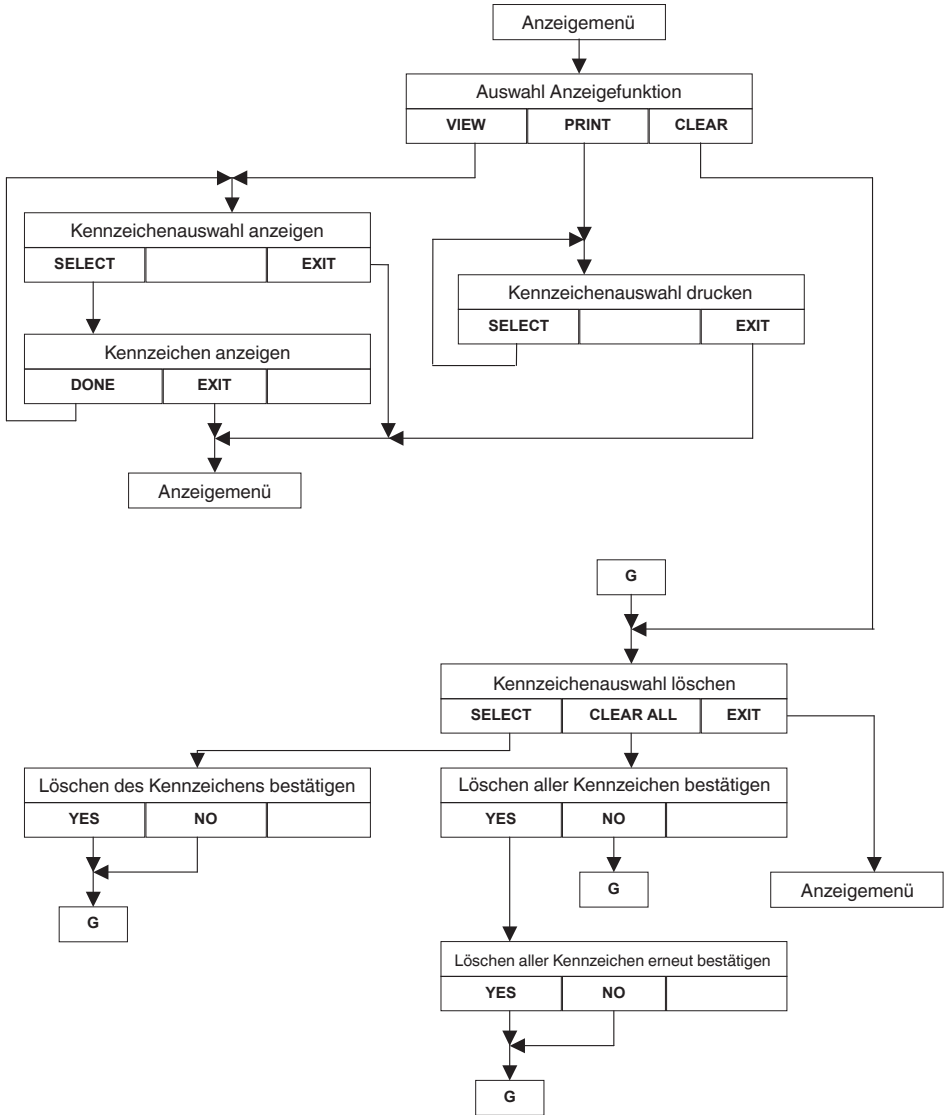 Anzeigemenü
Auswahl Anzeigefunktion
VIEW PRINT CLEAR
Kennzeichenauswahl anzeigen
SELECT EXIT
Kennzeichenauswahl drucken
SELECT EXIT
Kennzeichen anzeigen
DONE EXIT
Anzeigemenü
G
Kennzeichenauswahl löschen
SELECT CLEAR ALL EXIT
Löschen des Kennzeichens bestätigen
YES NO
Löschen aller Kennzeichen bestätigen
YES NO
G
Anzeigemenü
G
Löschen aller Kennzeichen erneut bestätigen
YES NO
G